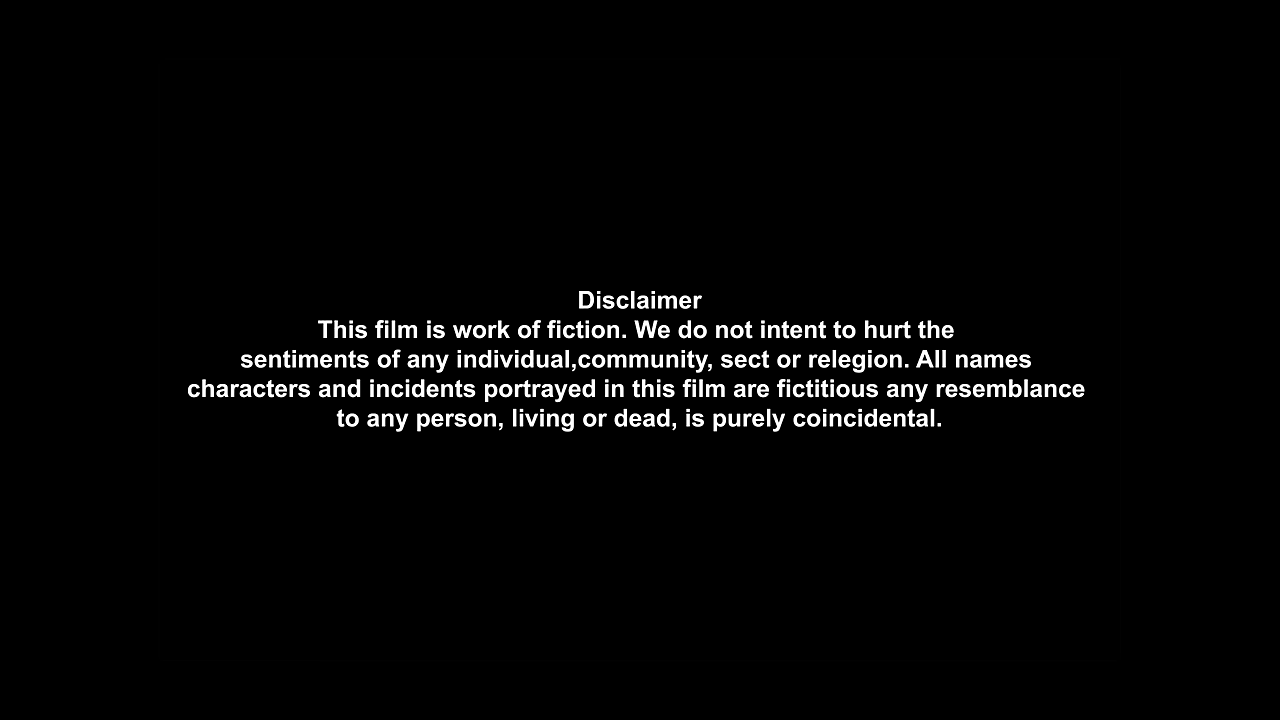 Disclaimer
This film is work of fiction. We do not intent to hurt the
sentiments of any individual,community, sect or relegion. All names
characters and incidents portrayed in this film are fictitious any resemblance
to any person, living or dead, is purely coincidental.